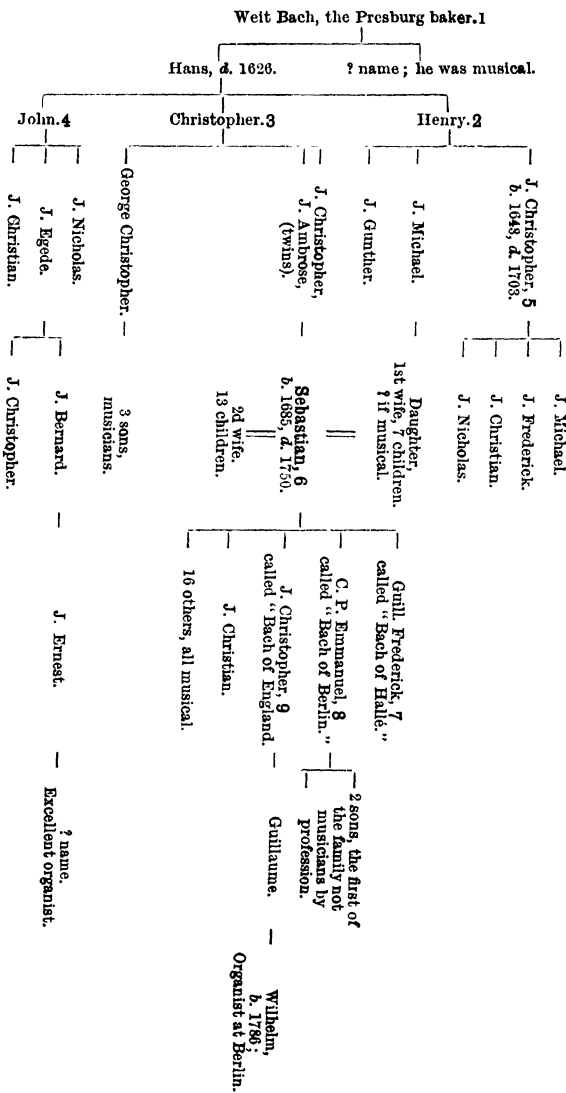 Weit Bach, the Presburg baker.1
Hans, d. 1626.
? name; he was musical.
John.4
Christopher.3
Henry.2
J. Christian.
J. Egede.
J. Nicholas.
George Christopher.
J. Christopher,
J. Ambrose,
(twins).
J. Gunther.
J. Michael.
J. Christopher, 5
b. 1643, d. 1703.
J. Christopher.
J. Bernard.
3 sons,
musicians.
Sebastian, 6
b. 1685, d. 1750.
2d wife.
13 children.
Daughter,
1st wife, 7 children.
? if musical.
J. Nicholas.
J. Christian.
J. Frederick.
J. Michael.
J. Ernest.
16 others, all musical.
J. Christian.
J. Christopher, 9
called "Bach of England.
C. P. Emmanuel, 8
called "Bach of Berlin."
Guill. Frederick, 7
called "Bach of Hallé."
? name.
Excellent organist.
Guillaume.
2 sons, the first of
the family not
musicians by
profession.
Wilhelm,
b. 1786;
Organist at Berlin.